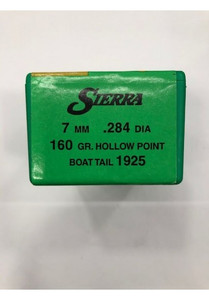 SIERRA
7 MM .284 DIA
160 GR. HOLLOW POINT
BOAT TAIL 1925